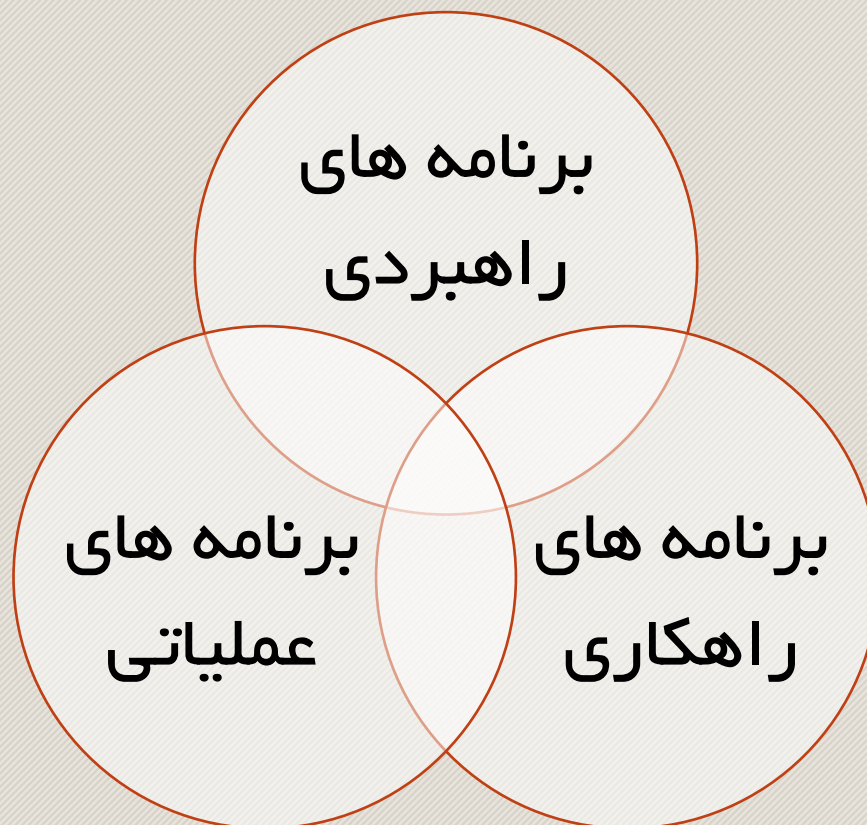 برنامه های
راهبردی
برنامه های
راهکاری
برنامه های
عملیاتی